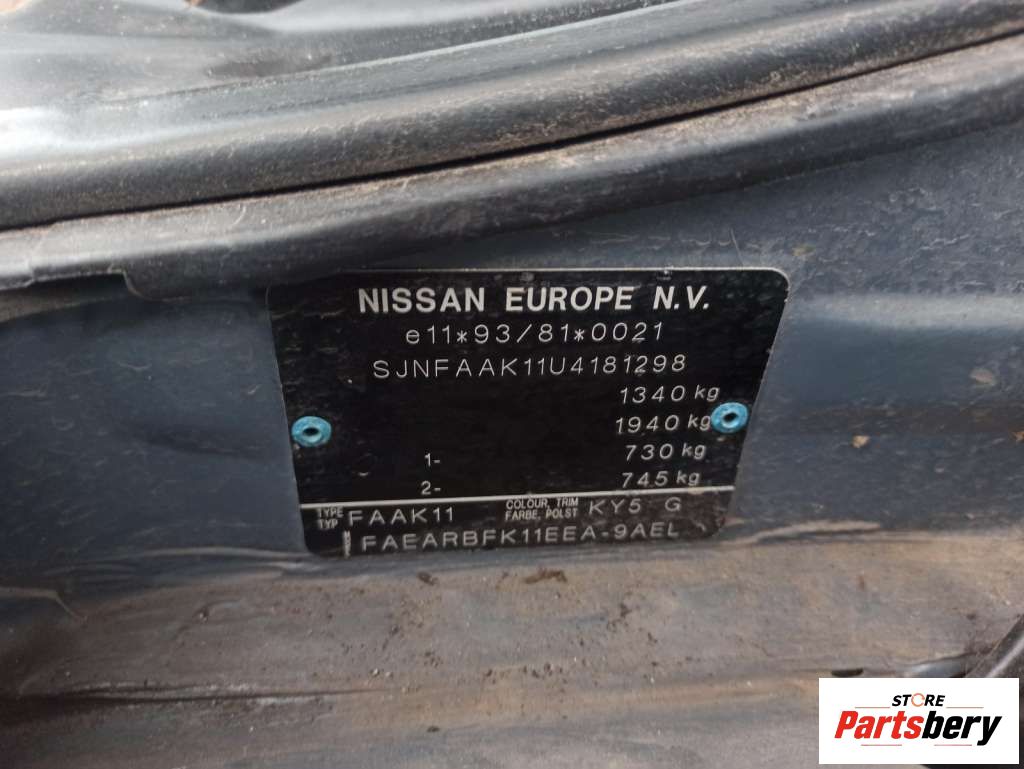 NISSAN EUROPE N.V.
e11*93/81*0021
SJNFAAK11U4181298
1340 kg
1940 kg
1- 730 kg
2- 745 kg
TYPE TYP FAAK11 COLOUR, TRIM FARBE, POLST KY5 G
FAEARBFK11EEA-9AEL
STORE
Partsbery